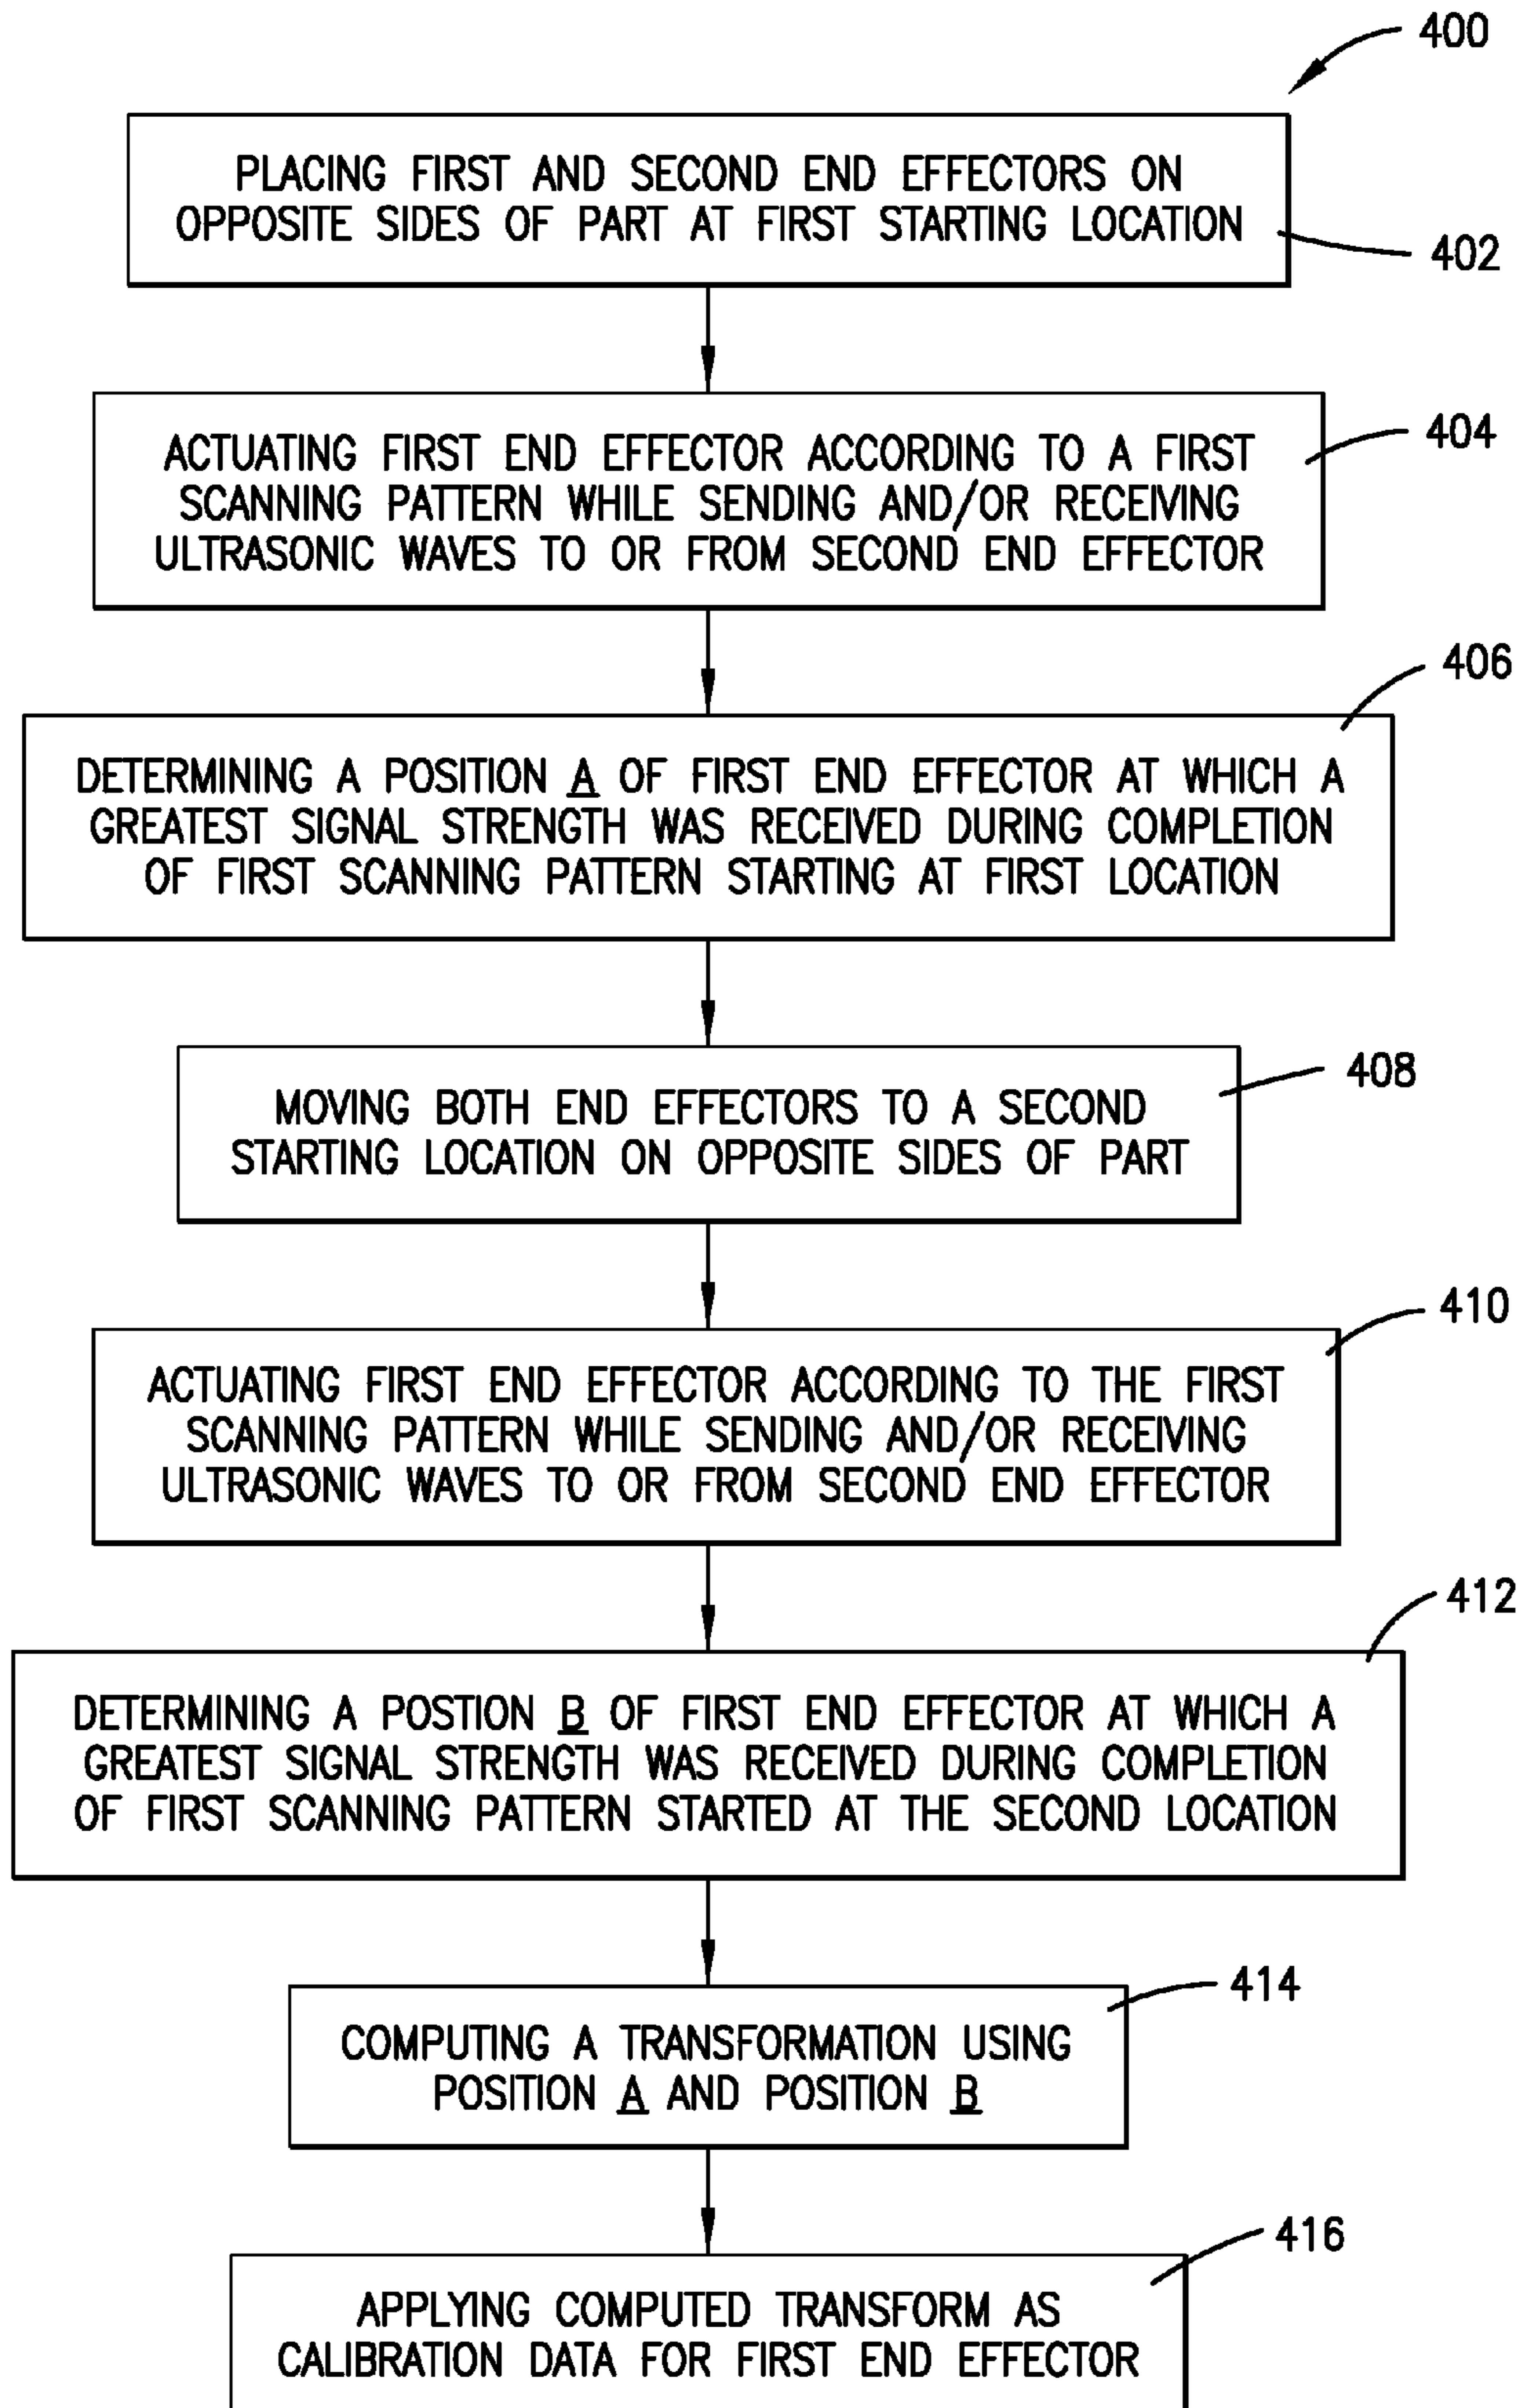 400
PLACING FIRST AND SECOND END EFFECTORS ON
OPPOSITE SIDES OF PART AT FIRST STARTING LOCATION
402
ACTUATING FIRST END EFFECTOR ACCORDING TO A FIRST
SCANNING PATTERN WHILE SENDING AND/OR RECEIVING
ULTRASONIC WAVES TO OR FROM SECOND END EFFECTOR
404
406
DETERMINING A POSITION A OF FIRST END EFFECTOR AT WHICH A
GREATEST SIGNAL STRENGTH WAS RECEIVED DURING COMPLETION
OF FIRST SCANNING PATTERN STARTING AT FIRST LOCATION
408
MOVING BOTH END EFFECTORS TO A SECOND
STARTING LOCATION ON OPPOSITE SIDES OF PART
410
ACTUATING FIRST END EFFECTOR ACCORDING TO THE FIRST
SCANNING PATTERN WHILE SENDING AND/OR RECEIVING
ULTRASONIC WAVES TO OR FROM SECOND END EFFECTOR
412
DETERMINING A POSTION B OF FIRST END EFFECTOR AT WHICH A
GREATEST SIGNAL STRENGTH WAS RECEIVED DURING COMPLETION
OF FIRST SCANNING PATTERN STARTED AT THE SECOND LOCATION
414
COMPUTING A TRANSFORMATION USING
POSITION A AND POSITION B
416
APPLYING COMPUTED TRANSFORM AS
CALIBRATION DATA FOR FIRST END EFFECTOR